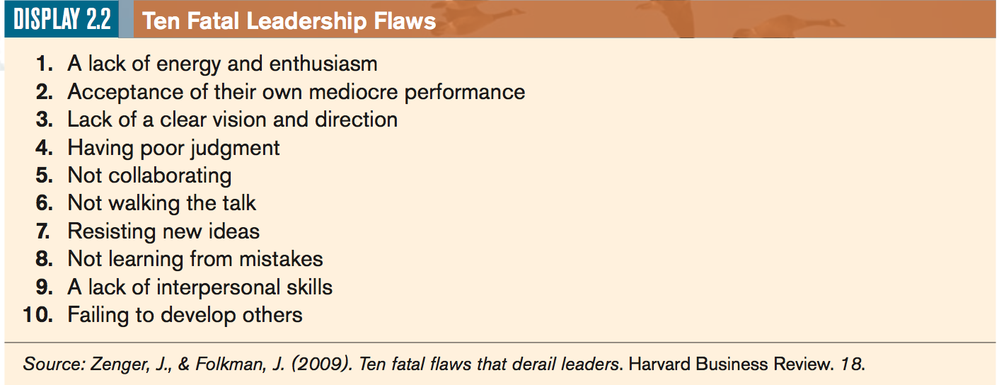 DISPLAY 2.2 Ten Fatal Leadership Flaws
1. A lack of energy and enthusiasm
2. Acceptance of their own mediocre performance
3. Lack of a clear vision and direction
4. Having poor judgment
5. Not collaborating
6. Not walking the talk
7. Resisting new ideas
8. Not learning from mistakes
9. A lack of interpersonal skills
10. Failing to develop others
Source: Zenger, J., & Folkman, J. (2009). Ten fatal flaws that derail leaders. Harvard Business Review. 18.